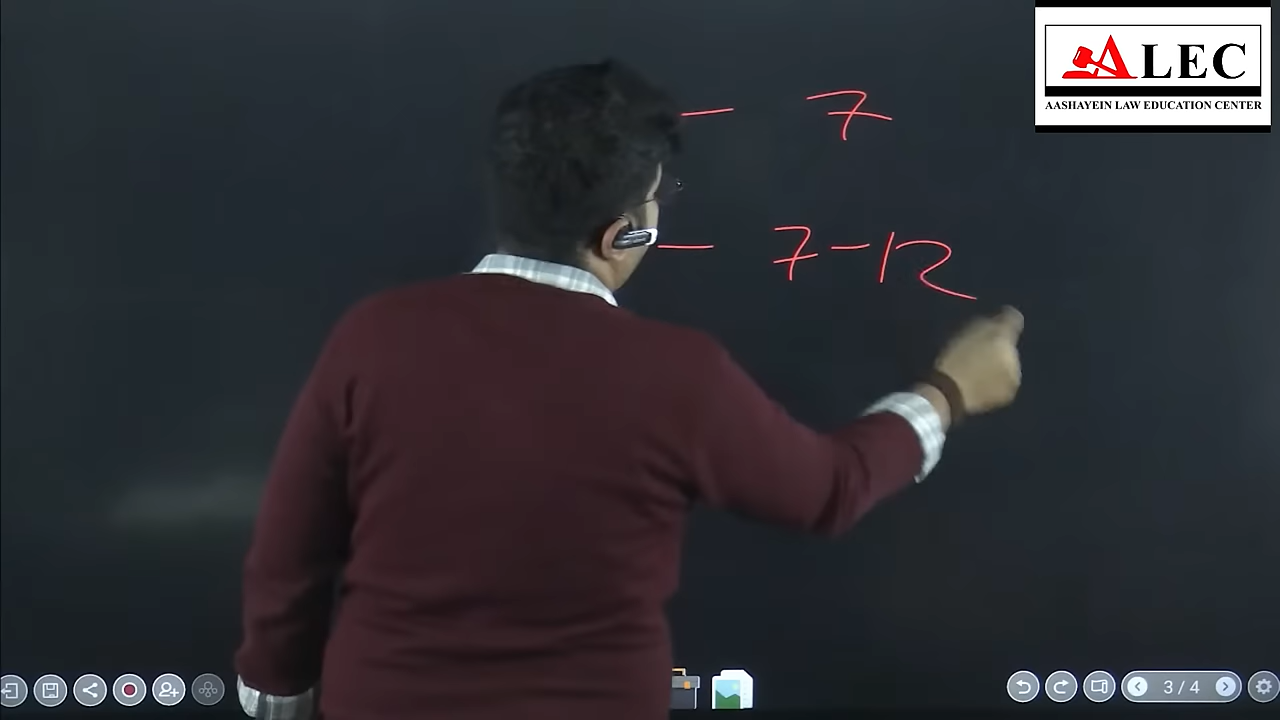 ALEC
AASHAYEIN LAW EDUCATION CENTER
– 7
– 7-12
3 / 4